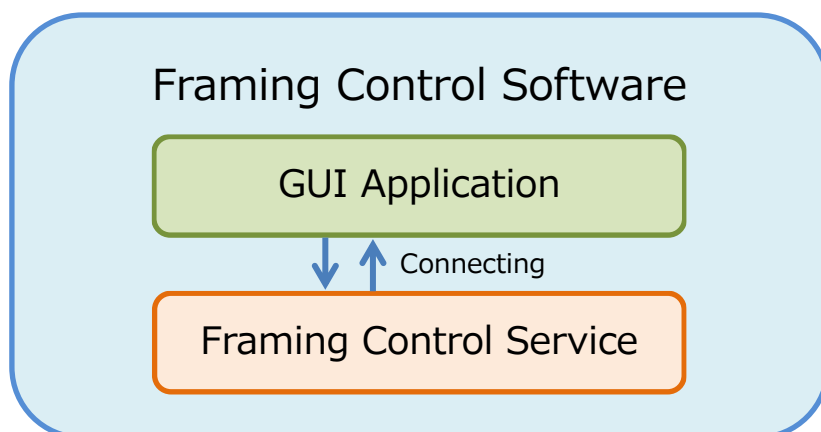 Framing Control Software
GUI Application
Connecting
Framing Control Service